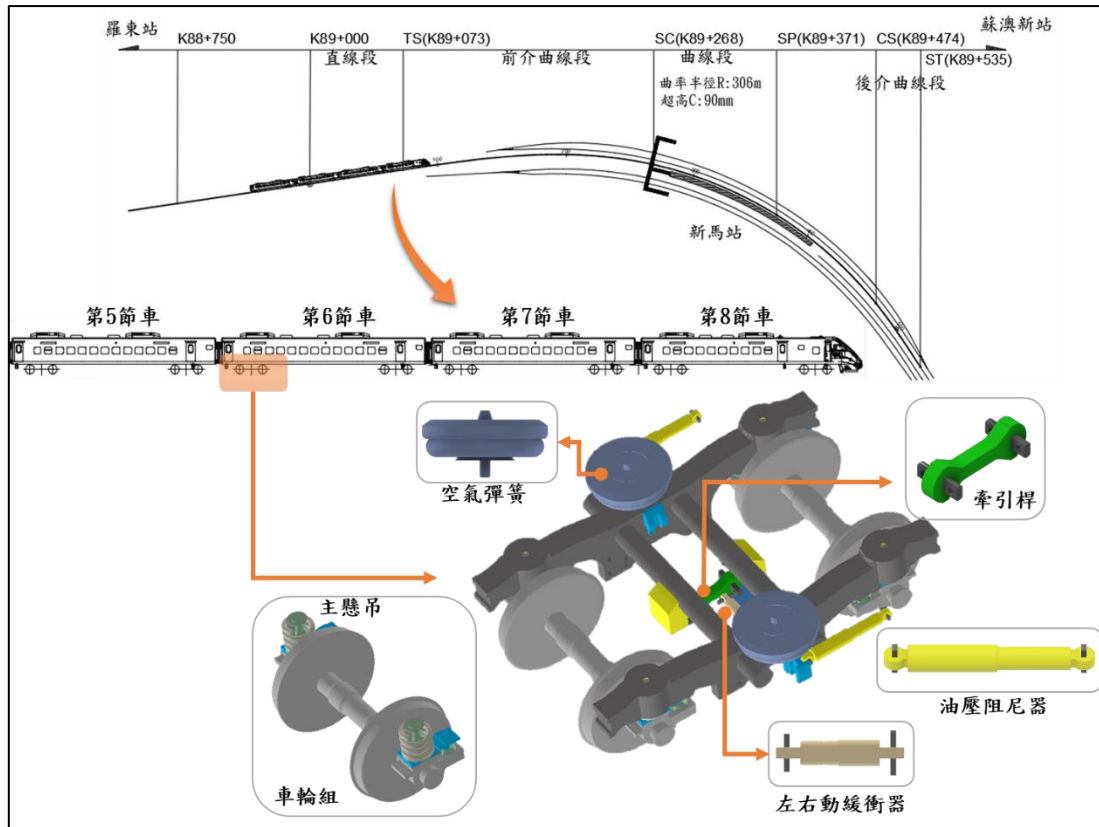 羅東站
蘇澳新站
K88+750
K89+000
TS(K89+073)
SC(K89+268)
SP(K89+371)
CS(K89+474)
ST(K89+535)
直線段
前介曲線段
曲線段
後介曲線段
曲率半徑R:306m
超高C:90mm
100
新馬站
第5節車
第6節車
第7節車
第8節車
空氣彈簧
牽引桿
主懸吊
車輪組
油壓阻尼器
左右動緩衝器